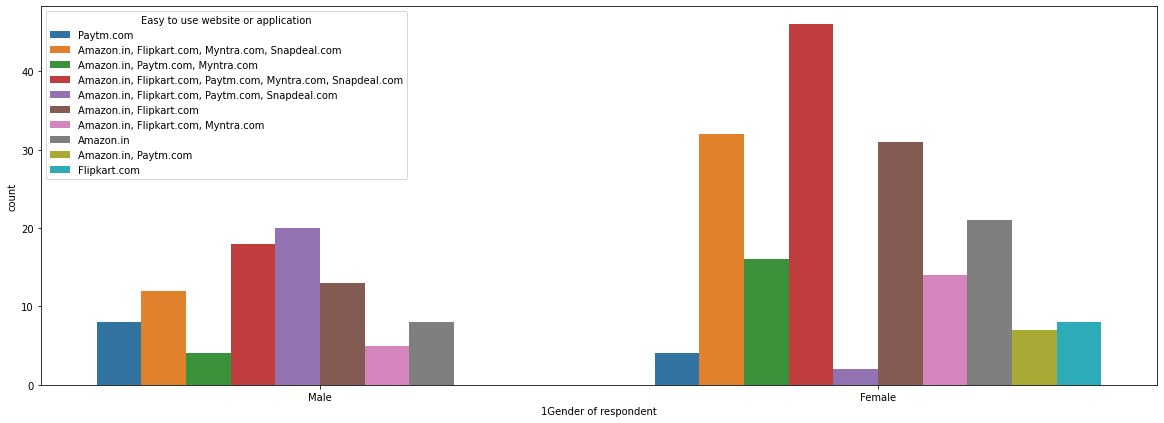 Easy to use website or application
Paytm.com
Amazon.in, Flipkart.com, Myntra.com, Snapdeal.com
Amazon.in, Paytm.com, Myntra.com
Amazon.in, Flipkart.com, Paytm.com, Myntra.com, Snapdeal.com
Amazon.in, Flipkart.com, Paytm.com, Snapdeal.com
Amazon.in, Flipkart.com
Amazon.in, Flipkart.com, Myntra.com
Amazon.in
Amazon.in, Paytm.com
Flipkart.com
count
40
30
20
10
0
Male
Female
1Gender of respondent